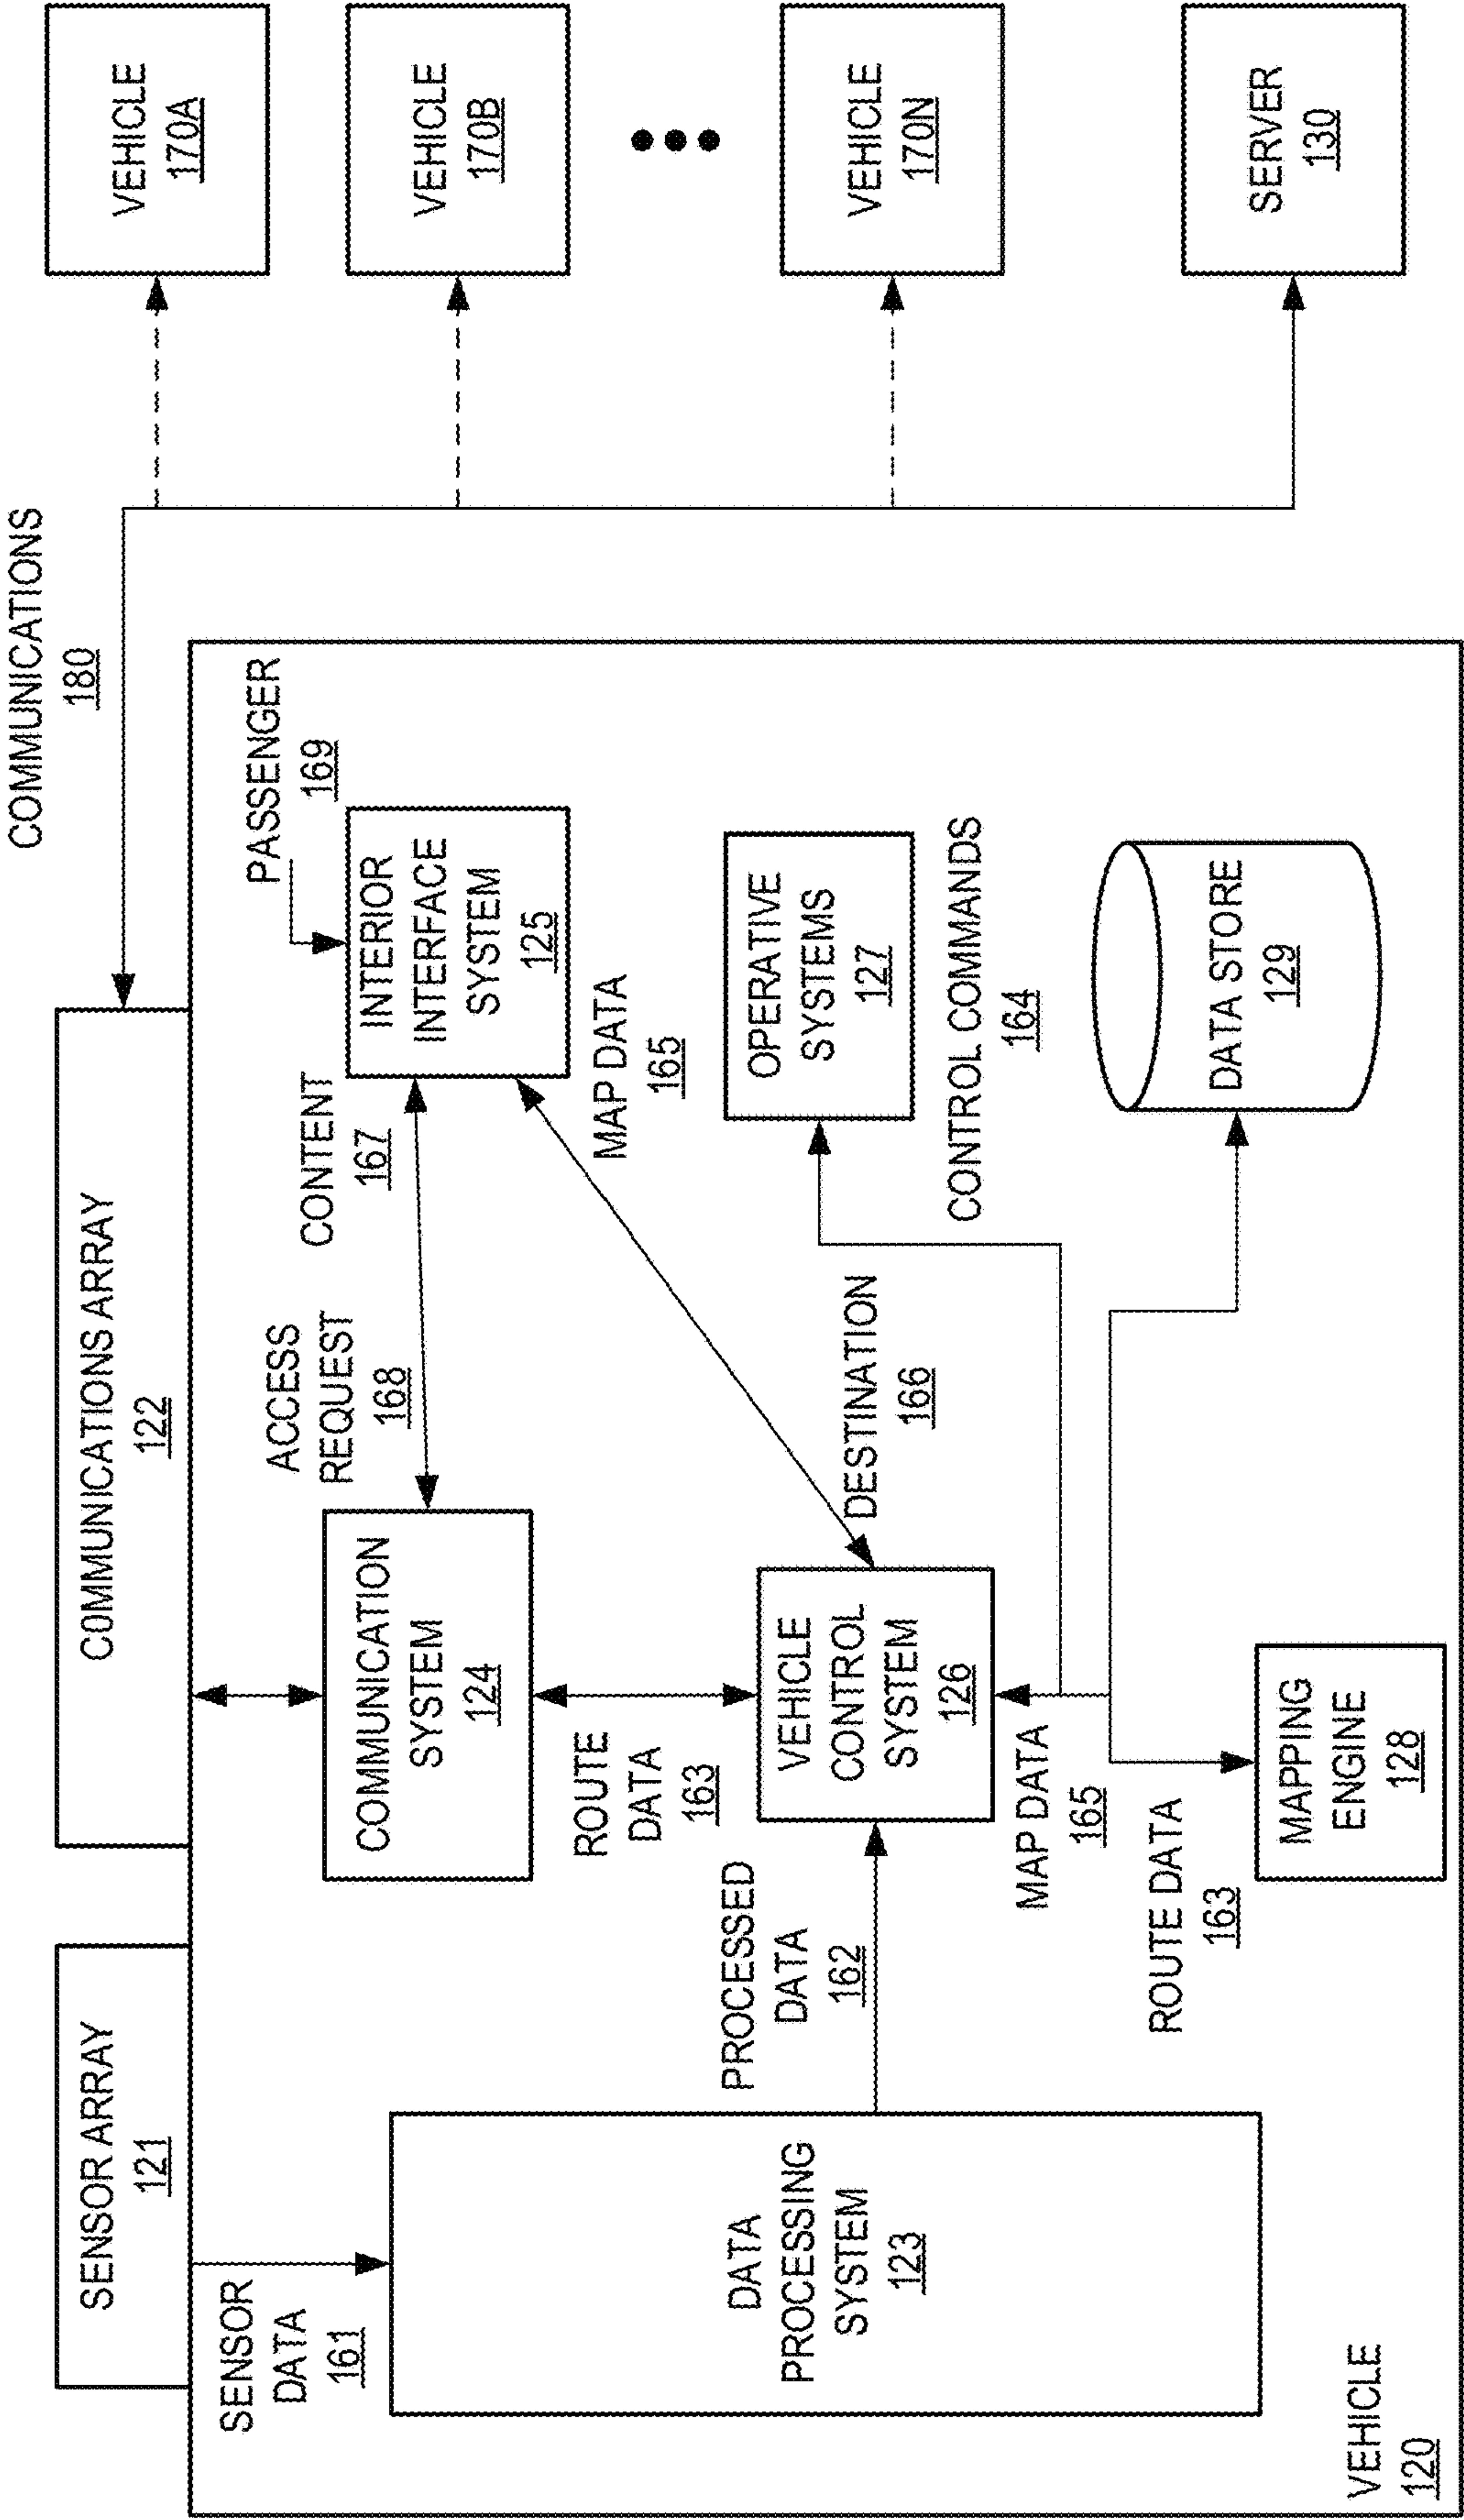 SENSOR ARRAY
121
COMMUNICATIONS ARRAY
122
COMMUNICATIONS
180
VEHICLE
170A
VEHICLE
170B
VEHICLE
170N
SERVER
130
SENSOR
DATA
161
DATA
PROCESSING
SYSTEM
123
PROCESSED
DATA
162
COMMUNICATION
SYSTEM
124
ACCESS
REQUEST
168
CONTENT
167
PASSENGER
169
INTERIOR
INTERFACE
SYSTEM
125
ROUTE
DATA
163
MAP DATA
165
VEHICLE
CONTROL
SYSTEM
126
DESTINATION
166
OPERATIVE
SYSTEMS
127
CONTROL COMMANDS
164
MAP DATA
165
ROUTE DATA
163
MAPPING
ENGINE
128
DATA STORE
129
VEHICLE
120